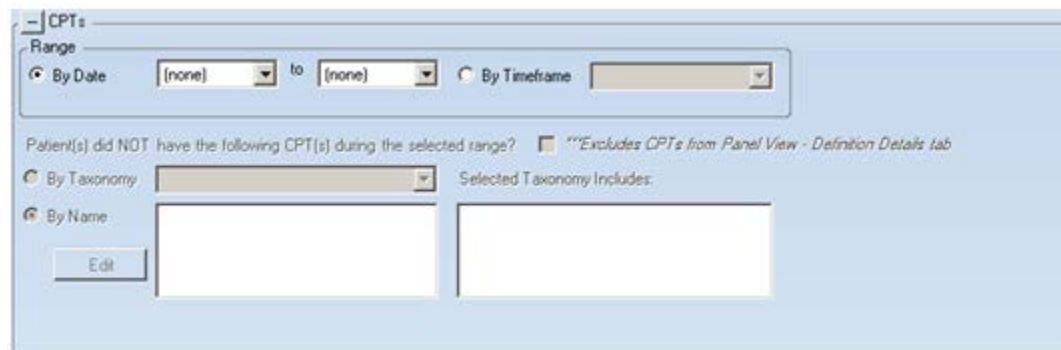 CPTs
Range
By Date (none) to (none) By Timeframe
Patient(s) did NOT have the following CPT(s) during the selected range? ***Excludes CPTs from Panel View - Definition Details tab
By Taxonomy Selected Taxonomy Includes:
By Name
Edit